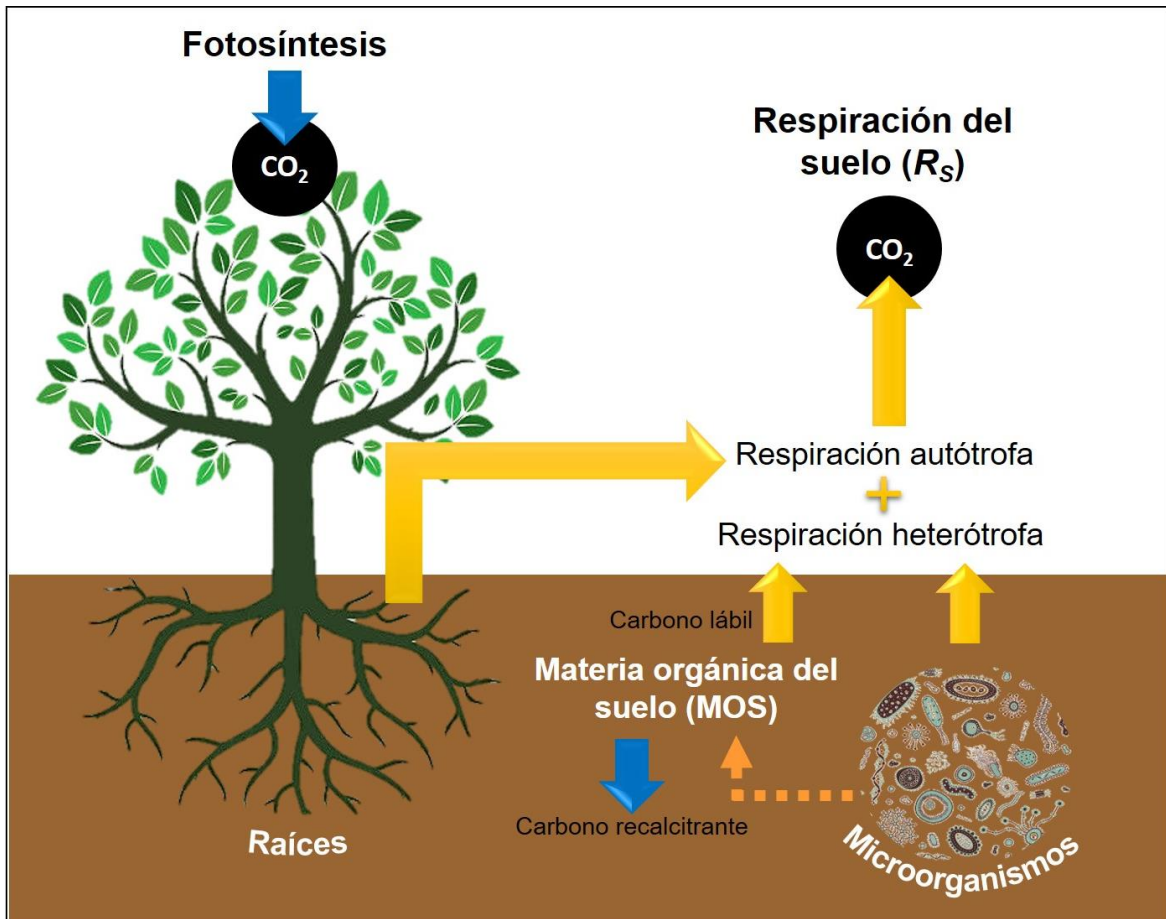 Fotosíntesis
CO₂
Respiración del
suelo (Rₛ)
CO₂
Respiración autótrofa
+
Respiración heterótrofa
Carbono lábil
Materia orgánica del
suelo (MOS)
Carbono recalcitrante
Raíces
Microorganismos